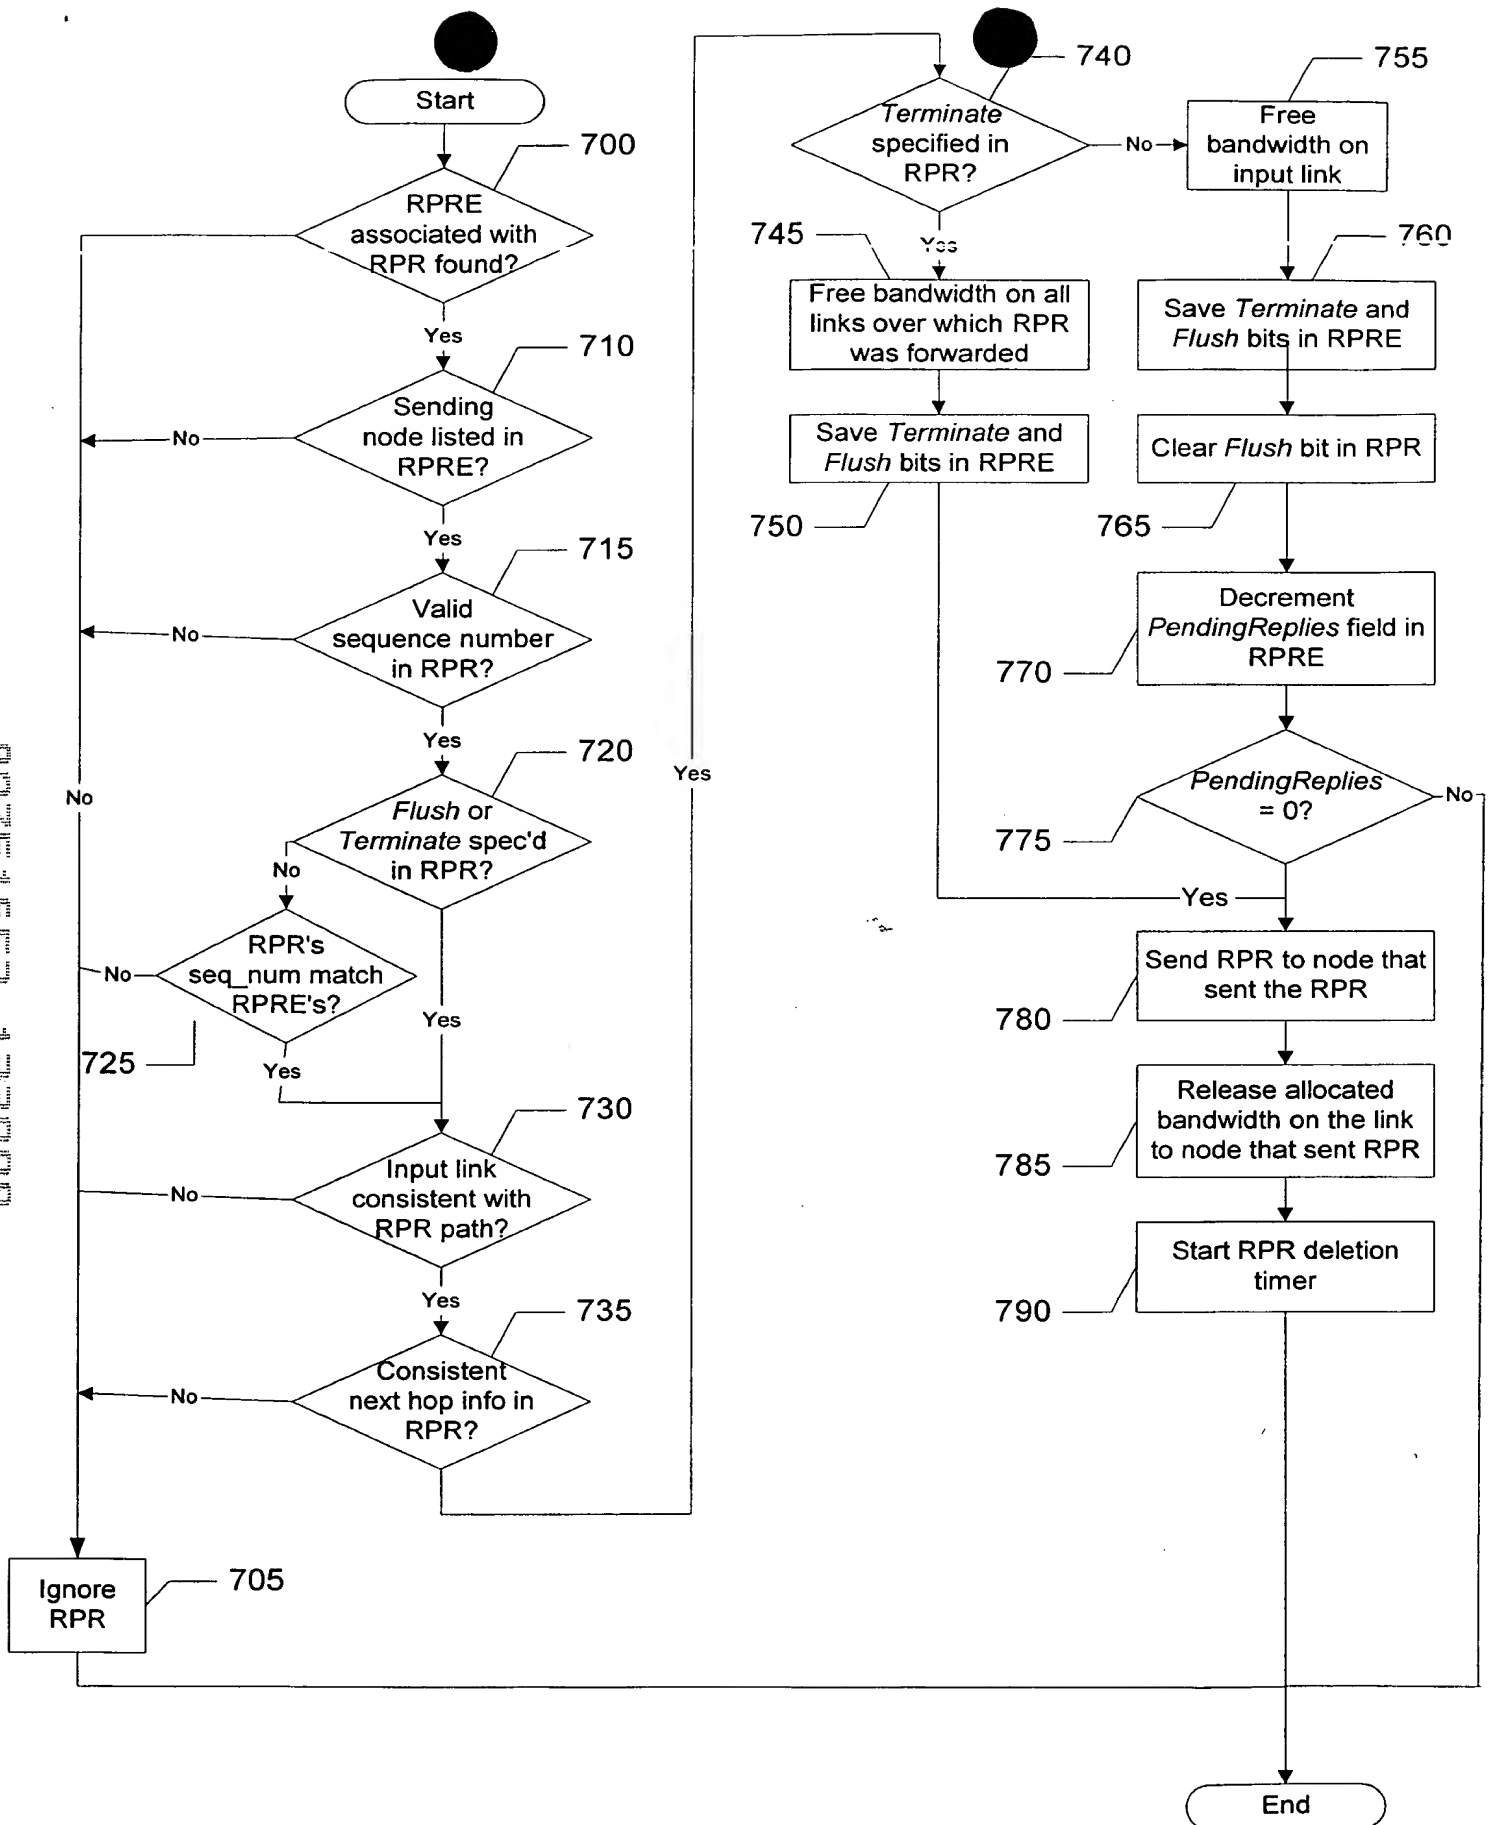 Start
700
RPRE
associated with
RPR found?
Yes
710
Sending
node listed in
RPRE?
No
Yes
715
Valid
sequence number
in RPR?
No
Yes
720
Flush or
Terminate spec'd
in RPR?
No
No
RPR's
seq_num match
RPRE's?
No
725
Yes
Yes
730
Input link
consistent with
RPR path?
No
Yes
735
Consistent
next hop info in
RPR?
No
Yes
Ignore
RPR
705
740
Terminate
specified in
RPR?
No
Yes
745
Free bandwidth on all
links over which RPR
was forwarded
Save Terminate and
Flush bits in RPRE
750
755
Free
bandwidth on
input link
760
Save Terminate and
Flush bits in RPRE
Clear Flush bit in RPR
765
Decrement
PendingReplies field in
RPRE
770
PendingReplies
= 0?
No
775
Yes
Send RPR to node that
sent the RPR
780
Release allocated
bandwidth on the link
to node that sent RPR
785
Start RPR deletion
timer
790
End